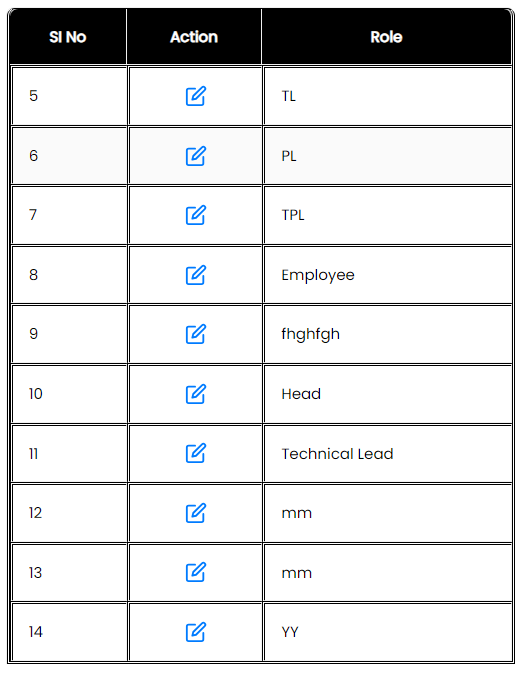 SI No Action Role
5 TL
6 PL
7 TPL
8 Employee
9 fhghfgh
10 Head
11 Technical Lead
12 mm
13 mm
14 YY